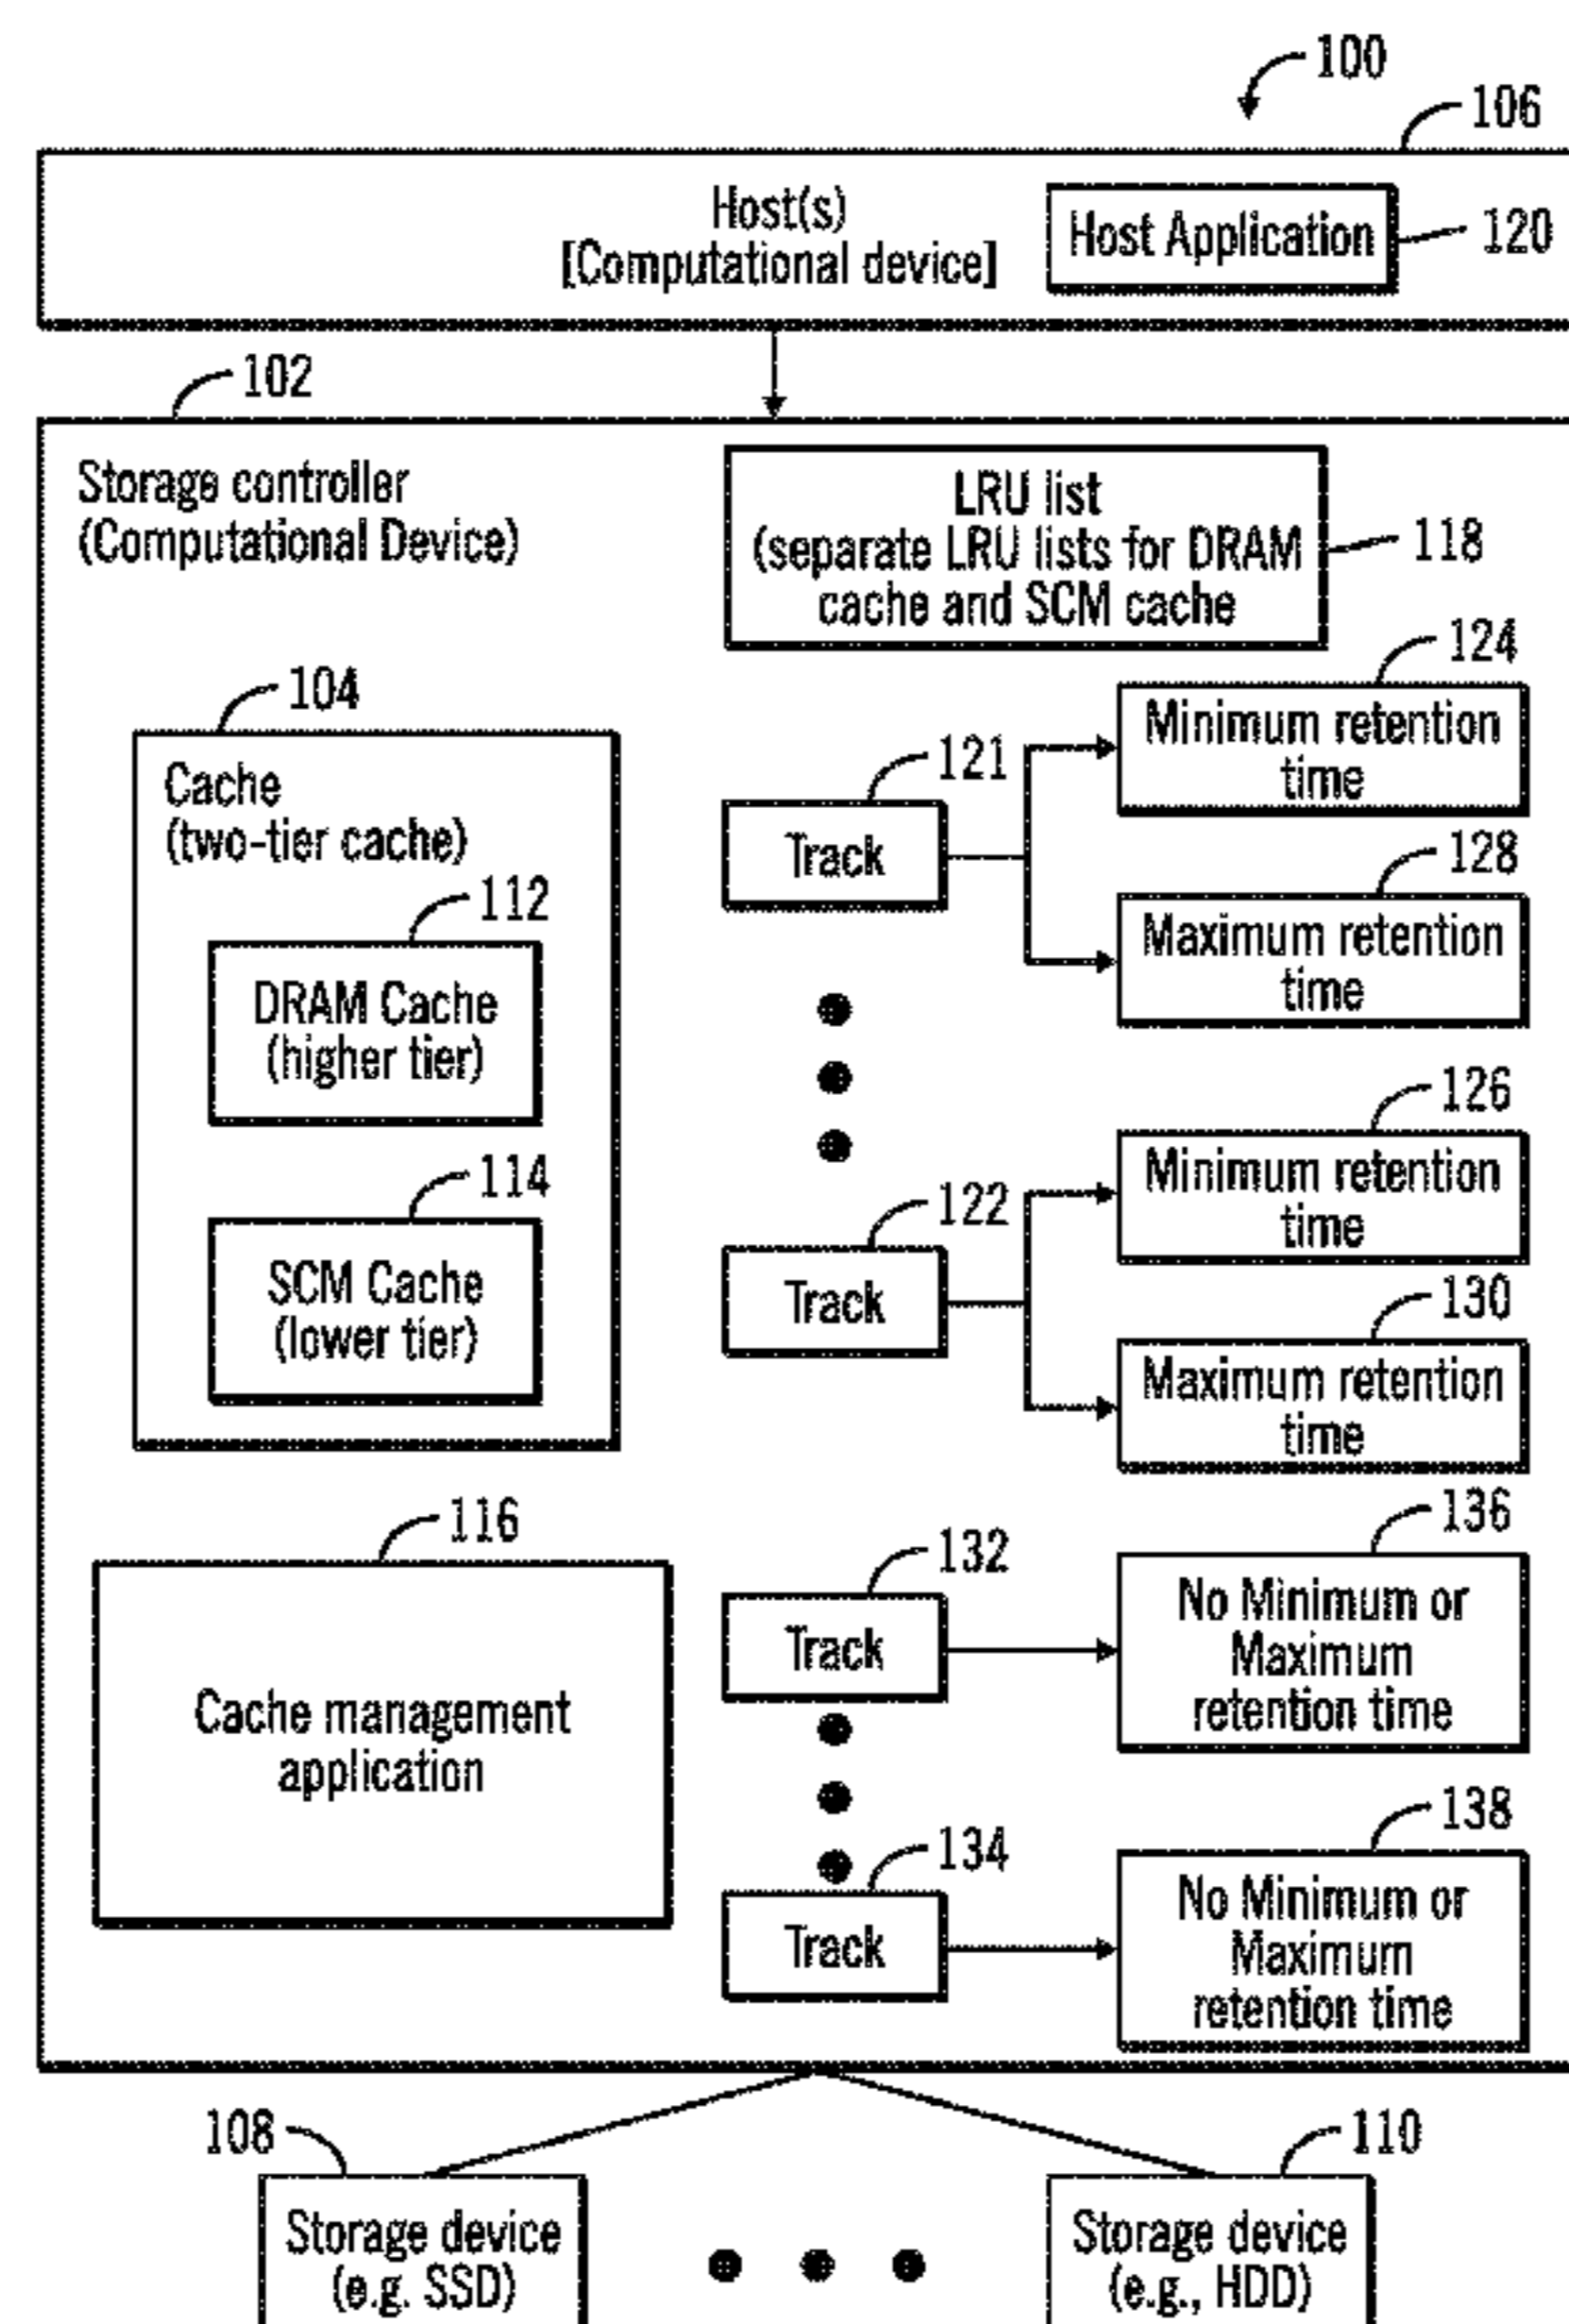 100
106
Host(s)
[Computational device]
Host Application
120
102
Storage controller
(Computational Device)
LRU list
(separate LRU lists for DRAM
cache and SCM cache
118
104
Cache
(two-tier cache)
112
DRAM Cache
(higher tier)
114
SCM Cache
(lower tier)
121
Track
124
Minimum retention
time
128
Maximum retention
time
122
Track
126
Minimum retention
time
130
Maximum retention
time
116
Cache management
application
132
Track
136
No Minimum or
Maximum
retention time
134
Track
138
No Minimum or
Maximum
retention time
108
Storage device
(e.g. SSD)
110
Storage device
(e.g., HDD)